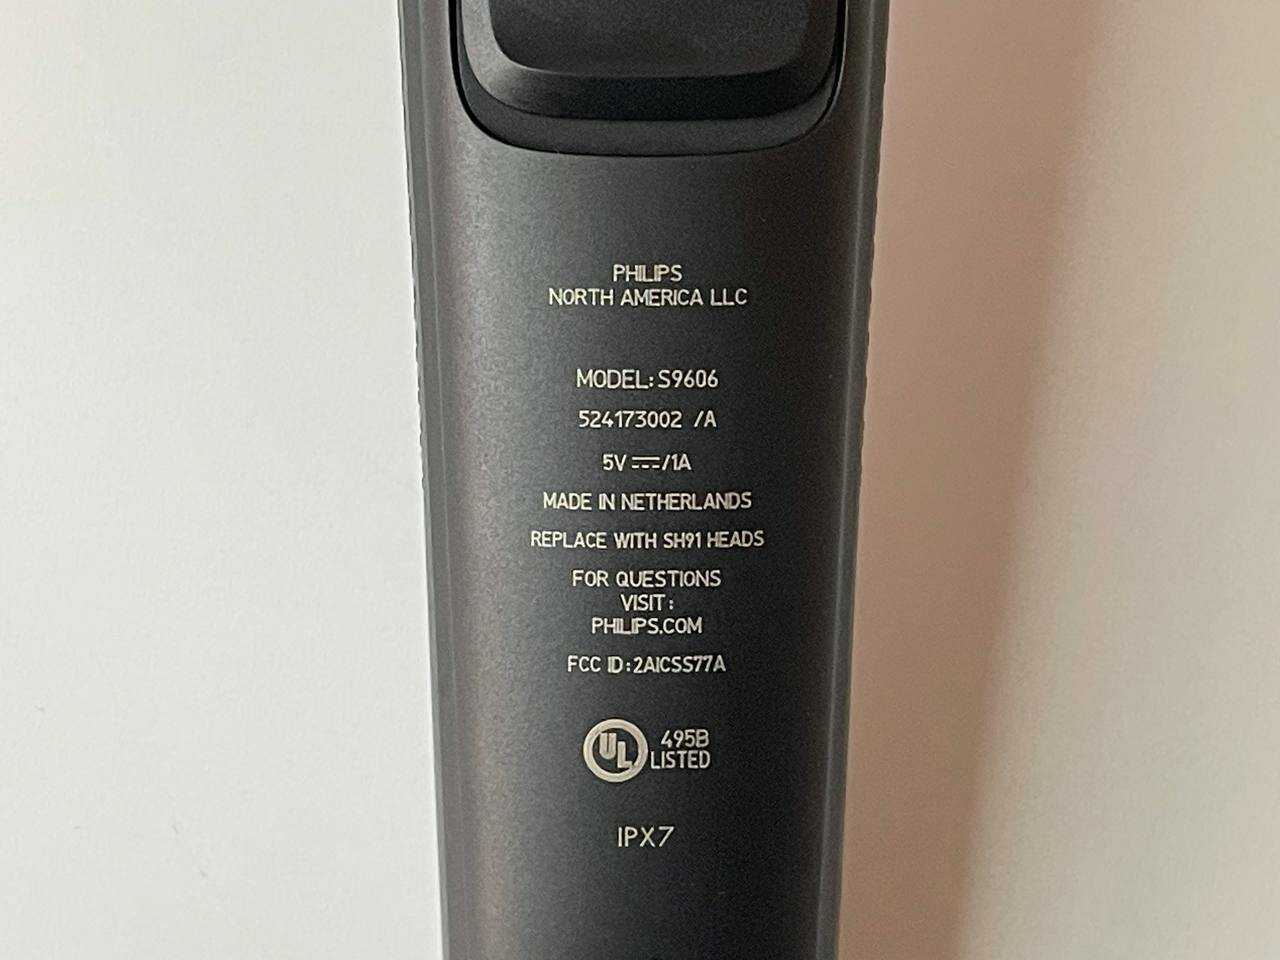 PHILIPS
NORTH AMERICA LLC
MODEL: S9606
524173002 /A
5V ⎓/1A
MADE IN NETHERLANDS
REPLACE WITH SH91 HEADS
FOR QUESTIONS
VISIT:
PHILIPS.COM
FCC ID:2AICSS77A
UL 495B
LISTED
IPX7